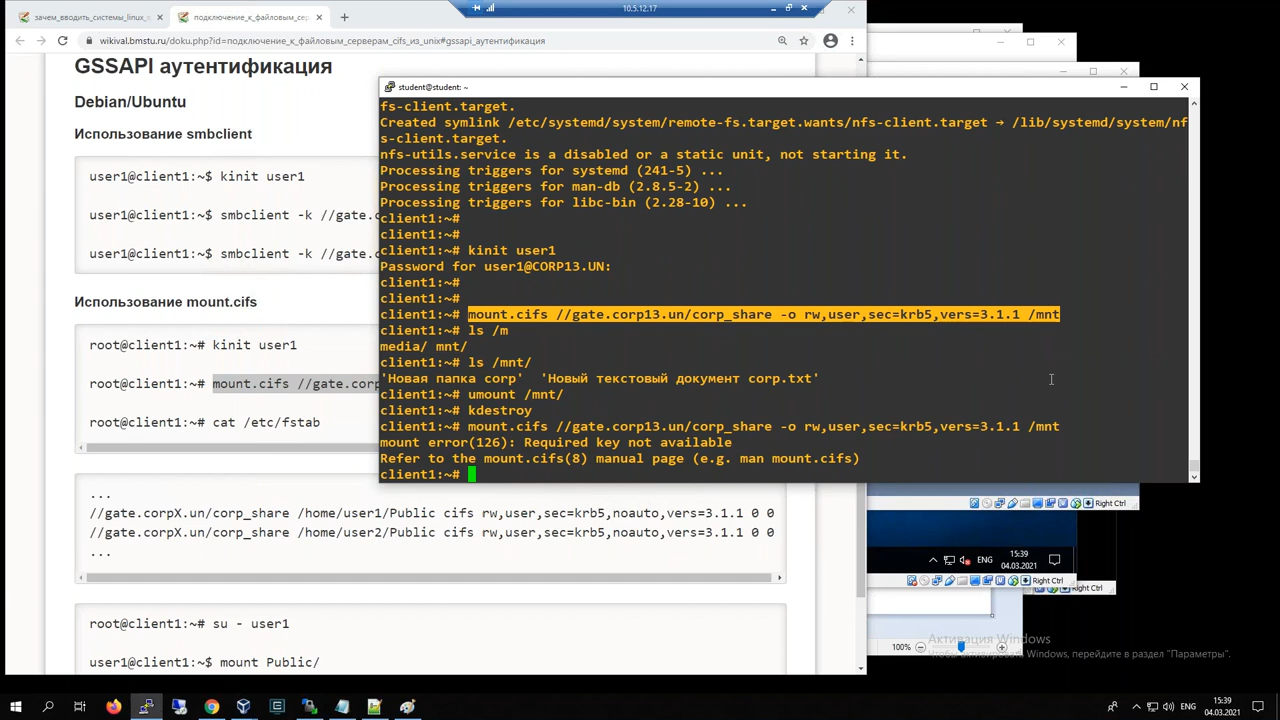 10.5.12.17
зачем_вводить_системы_linux_
подключение_к_файловым_сер
wikival.bmstu.ru/doku.php?id=подключение_к_файловым_серверам_cifs_из_unix#gssapi_аутентификация
GSSAPI аутентификация
Debian/Ubuntu
Использование smbclient
user1@client1:~$ kinit user1
user1@client1:~$ smbclient -k //gate.c
user1@client1:~$ smbclient -k //gate.c
Использование mount.cifs
root@client1:~# kinit user1
root@client1:~# mount.cifs //gate.corp
root@client1:~# cat /etc/fstab
...
//gate.corpX.un/corp_share /home/user1/Public cifs rw,user,sec=krb5,noauto,vers=3.1.1 0 0
//gate.corpX.un/corp_share /home/user2/Public cifs rw,user,sec=krb5,noauto,vers=3.1.1 0 0
...
root@client1:~# su - user1
user1@client1:~$ mount Public/
student@student: ~
fs-client.target.
Created symlink /etc/systemd/system/remote-fs.target.wants/nfs-client.target → /lib/systemd/system/nf
s-client.target.
nfs-utils.service is a disabled or a static unit, not starting it.
Processing triggers for systemd (241-5) ...
Processing triggers for man-db (2.8.5-2) ...
Processing triggers for libc-bin (2.28-10) ...
client1:~#
client1:~#
client1:~# kinit user1
Password for user1@CORP13.UN:
client1:~#
client1:~#
client1:~# mount.cifs //gate.corp13.un/corp_share -o rw,user,sec=krb5,vers=3.1.1 /mnt
client1:~# ls /m
media/ mnt/
client1:~# ls /mnt/
'Новая папка corp'  'Новый текстовый документ corp.txt'
client1:~# umount /mnt/
client1:~# kdestroy
client1:~# mount.cifs //gate.corp13.un/corp_share -o rw,user,sec=krb5,vers=3.1.1 /mnt
mount error(126): Required key not available
Refer to the mount.cifs(8) manual page (e.g. man mount.cifs)
client1:~#
Right Ctrl
ENG
15:39
04.03.2021
Right Ctrl
Right Ctrl
100%
Активация Windows
Чтобы активировать Windows, перейдите в раздел "Параметры".
ENG
15:39
04.03.2021